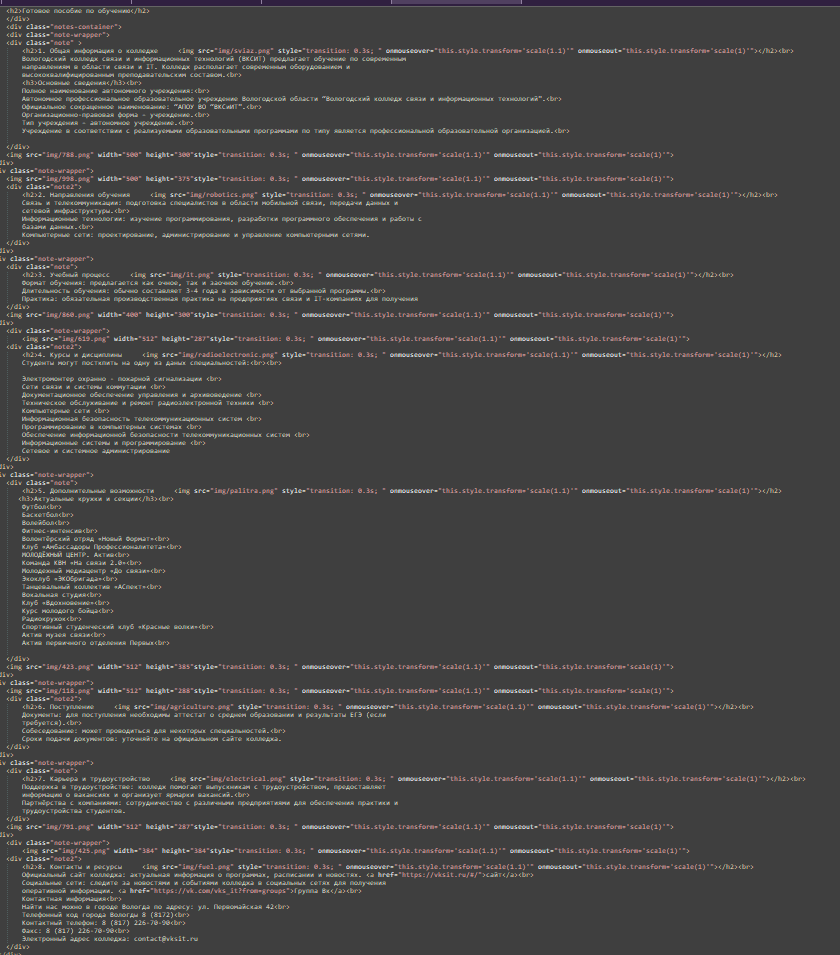 <h2>Готовое пособие по обучению</h2>
</div>
<div class="notes-container">
<div class="note-wrapper">
<div class="note" >
<h2>1. Общая информация о колледже <img src="img/sviaz.png" style="transition: 0.3s; " onmouseover="this.style.transform='scale(1.1)'" onmouseout="this.style.transform='scale(1)'"></h2><br>
Вологодский колледж связи и информационных технологий (ВКСИТ) предлагает обучение по современным
направлениям в области связи и IT. Колледж располагает современным оборудованием и
высококвалифицированным преподавательским составом.<br>
<h3>Основные сведения</h3><br>
Полное наименование автономного учреждения:<br>
Автономное профессиональное образовательное учреждение Вологодской области "Вологодский колледж связи и информационных технологий".<br>
Официальное сокращенное наименование: "АПОУ ВО "ВКСиИТ".<br>
Организационно-правовая форма - учреждение.<br>
Тип учреждения - автономное учреждение.<br>
Учреждение в соответствии с реализуемыми образовательными программами по типу является профессиональной образовательной организацией.<br>
</div>
<img src="img/788.png" width="500" height="300"style="transition: 0.3s; " onmouseover="this.style.transform='scale(1.1)'" onmouseout="this.style.transform='scale(1)'">
div>
iv class="note-wrapper">
<img src="img/998.png" width="500" height="375"style="transition: 0.3s; " onmouseover="this.style.transform='scale(1.1)'" onmouseout="this.style.transform='scale(1)'">
<div class="note2">
<h2>2. Направления обучения <img src="img/robotics.png" style="transition: 0.3s; " onmouseover="this.style.transform='scale(1.1)'" onmouseout="this.style.transform='scale(1)'"></h2><br>
Связь и телекоммуникации: подготовка специалистов в области мобильной связи, передачи данных и
сетевой инфраструктуры.<br>
Информационные технологии: изучение программирования, разработки программного обеспечения и работы с
базами данных.<br>
Компьютерные сети: проектирование, администрирование и управление компьютерными сетями.
</div>
div>
iv class="note-wrapper">
<div class="note">
<h2>3. Учебный процесс <img src="img/it.png"style="transition: 0.3s; " onmouseover="this.style.transform='scale(1.1)'" onmouseout="this.style.transform='scale(1)'"></h2><br>
Формат обучения: предлагается как очное, так и заочное обучение.<br>
Длительность обучения: обычно составляет 3-4 года в зависимости от выбранной программы.<br>
Практика: обязательная производственная практика на предприятиях связи и IT-компаниях для получения
</div>
<img src="img/860.png" width="400" height="300"style="transition: 0.3s; " onmouseover="this.style.transform='scale(1.1)'" onmouseout="this.style.transform='scale(1)'">
div>
<div class="note-wrapper">
<img src="img/619.png" width="512" height="287"style="transition: 0.3s; " onmouseover="this.style.transform='scale(1.1)'" onmouseout="this.style.transform='scale(1)'">
<div class="note2">
<h2>4. Курсы и дисциплины <img src="img/radioelectronic.png" style="transition: 0.3s; " onmouseover="this.style.transform='scale(1.1)'" onmouseout="this.style.transform='scale(1)'"></h2>
Студенты могут посткпить на одну из даных специальностей:<br><br>
Электромонтер охранно - пожарной сигнализации <br>
Сети связи и системы коммутации <br>
Документационное обеспечение управления и архивоведение <br>
Техническое обслуживание и ремонт радиоэлектронной техники <br>
Компьютерные сети <br>
Информационная безопасность телекоммуникационных систем <br>
Программирование в компьютерных системах <br>
Обеспечение информационной безопасности телекоммуникационных систем <br>
Информационные системы и программирование <br>
Сетевое и системное администрирование
</div>
div>
iv class="note-wrapper">
<div class="note">
<h2>5. Дополнительные возможности <img src="img/palitra.png" style="transition: 0.3s; " onmouseover="this.style.transform='scale(1.1)'" onmouseout="this.style.transform='scale(1)'"></h2>
<h3>Актуальные кружки и секции</h3><br>
Футбол<br>
Баскетбол<br>
Волейбол<br>
Фитнес-интенсив<br>
Волонтёрский отряд «Новый Формат»<br>
Клуб «Амбассадоры Профессионалитета»<br>
МОЛОДЁЖНЫЙ ЦЕНТР. Актив<br>
Команда КВН «На связи 2.0»<br>
Молодежный медиацентр «До связи»<br>
Экоклуб «ЭКОбригада»<br>
Танцевальный коллектив «АСпект»<br>
Вокальная студия<br>
Клуб «Вдохновение»<br>
Курс молодого бойца<br>
Радиокружок<br>
Спортивный студенческий клуб «Красные волки»<br>
Актив музея связи<br>
Актив первичного отделения Первых<br>
</div>
<img src="img/423.png" width="512" height="385"style="transition: 0.3s; " onmouseover="this.style.transform='scale(1.1)'" onmouseout="this.style.transform='scale(1)'">
div>
iv class="note-wrapper">
<img src="img/118.png" width="512" height="288"style="transition: 0.3s; " onmouseover="this.style.transform='scale(1.1)'" onmouseout="this.style.transform='scale(1)'">
<div class="note2">
<h2>6. Поступление <img src="img/agriculture.png" style="transition: 0.3s; " onmouseover="this.style.transform='scale(1.1)'" onmouseout="this.style.transform='scale(1)'"></h2><br>
Документы: для поступления необходимы аттестат о среднем образовании и результаты ЕГЭ (если
требуется).<br>
Собеседование: может проводиться для некоторых специальностей.<br>
Сроки подачи документов: уточняйте на официальном сайте колледжа.
</div>
div>
iv class="note-wrapper">
<div class="note">
<h2>7. Карьера и трудоустройство <img src="img/electrical.png" style="transition: 0.3s; " onmouseover="this.style.transform='scale(1.1)'" onmouseout="this.style.transform='scale(1)'"></h2><br>
Поддержка в трудоустройстве: колледж помогает выпускникам с трудоустройством, предоставляет
информацию о вакансиях и организует ярмарки вакансий.<br>
Партнёрства с компаниями: сотрудничество с различными предприятиями для обеспечения практики и
трудоустройства студентов.
</div>
<img src="img/791.png" width="512" height="287"style="transition: 0.3s; " onmouseover="this.style.transform='scale(1.1)'" onmouseout="this.style.transform='scale(1)'">
div>
<div class="note-wrapper">
<img src="img/425.png" width="384" height="384"style="transition: 0.3s; " onmouseover="this.style.transform='scale(1.1)'" onmouseout="this.style.transform='scale(1)'">
<div class="note2">
<h2>8. Контакты и ресурсы <img src="img/fuel.png" style="transition: 0.3s; " onmouseover="this.style.transform='scale(1.1)'" onmouseout="this.style.transform='scale(1)'"></h2><br>
Официальный сайт колледжа: актуальная информация о программах, расписании и новостях. <a href="https://vksit.ru/#/">сайт</a><br>
Социальные сети: следите за новостями и событиями колледжа в социальных сетях для получения
оперативной информации. <a href="https://vk.com/vks_it?from=groups">Группа Вк</a><br>
Контактная информация<br>
Найти нас можно в городе Вологда по адресу: ул. Первомайская 42<br>
Телефонный код города Вологды 8 (8172)<br>
Контактный телефон: 8 (817) 226-70-90<br>
Факс: 8 (817) 226-70-90<br>
Электронный адрес колледжа: contact@vksit.ru
</div>